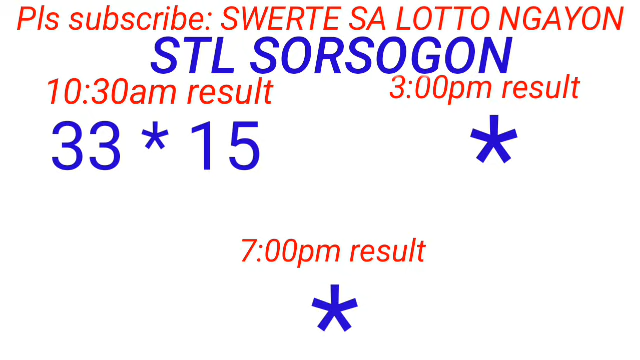 Pls subscribe: SWERTE SA LOTTO NGAYON
STL SORSOGON
10:30am result 3:00pm result
33 * 15 *
7:00pm result
*